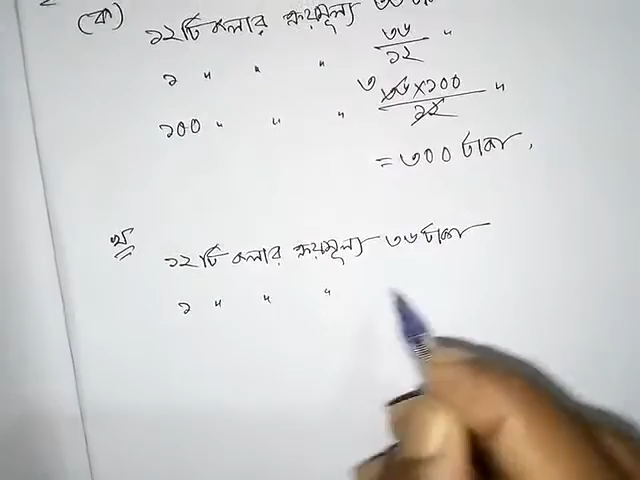 (ক) ১২টি কলার ক্রয়মূল্য ৩৬ টাকা
১ " " " ৩৬/১২ "
১০০ " " " ৩ ৩৬×১০০/১২ "
= ৩০০ টাকা,
খ ১২টি কলার ক্রয়মূল্য ৩৬ টাকা
১ " " "